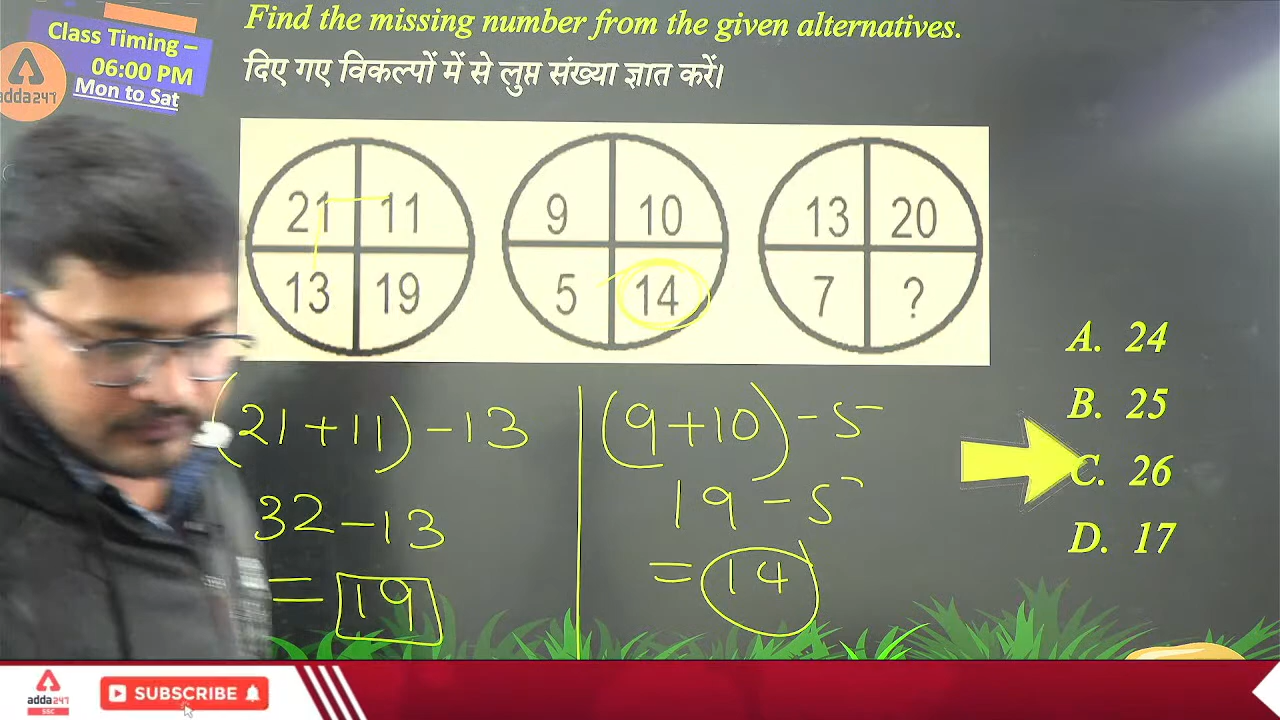 Class Timing –
06:00 PM
Mon to Sat
adda247
Find the missing number from the given alternatives.
दिए गए विकल्पों में से लुप्त संख्या ज्ञात करें।
21 11
13 19
9 10
5 14
13 20
7 ?
A. 24
B. 25
C. 26
D. 17
(21+11)-13
32-13
=19
(9+10)-5
19-5
=14
adda247
SSC
SUBSCRIBE